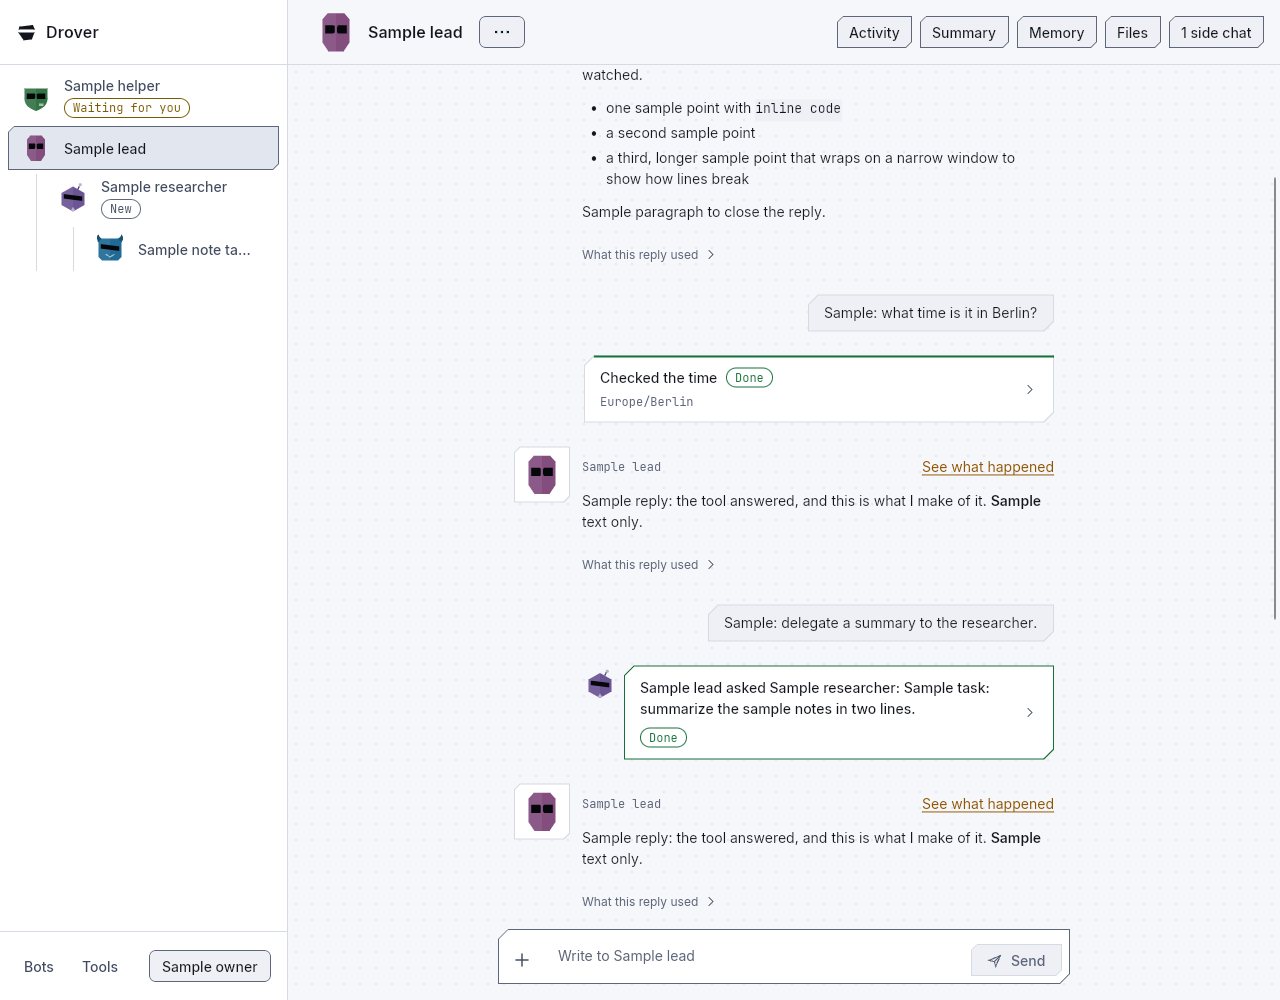 Drover
Sample helper
Waiting for you
Sample lead
Sample researcher
New
Sample note ta...
Bots
Tools
Sample owner
Sample lead
Activity
Summary
Memory
Files
1 side chat
watched.
• one sample point with inline code
• a second sample point
• a third, longer sample point that wraps on a narrow window to
show how lines break
Sample paragraph to close the reply.
What this reply used
Sample: what time is it in Berlin?
Checked the time Done
Europe/Berlin
Sample lead
See what happened
Sample reply: the tool answered, and this is what I make of it. Sample
text only.
What this reply used
Sample: delegate a summary to the researcher.
Sample lead asked Sample researcher: Sample task:
summarize the sample notes in two lines.
Done
Sample lead
See what happened
Sample reply: the tool answered, and this is what I make of it. Sample
text only.
What this reply used
Write to Sample lead
Send